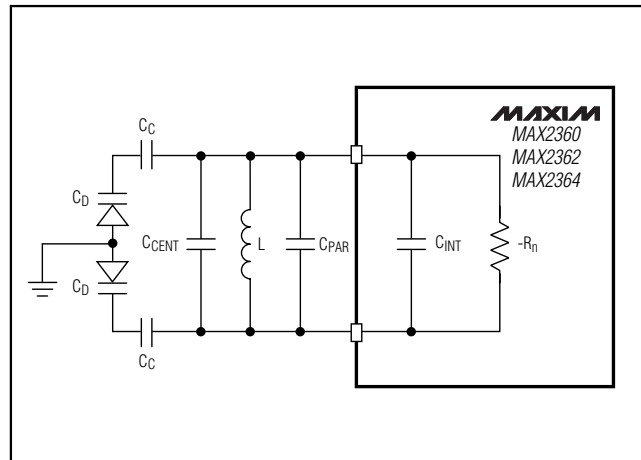 MAXIM
MAX2360
MAX2362
MAX2364
CC
CD
CCENT
L
CPAR
CINT
-Rn
CD
CC